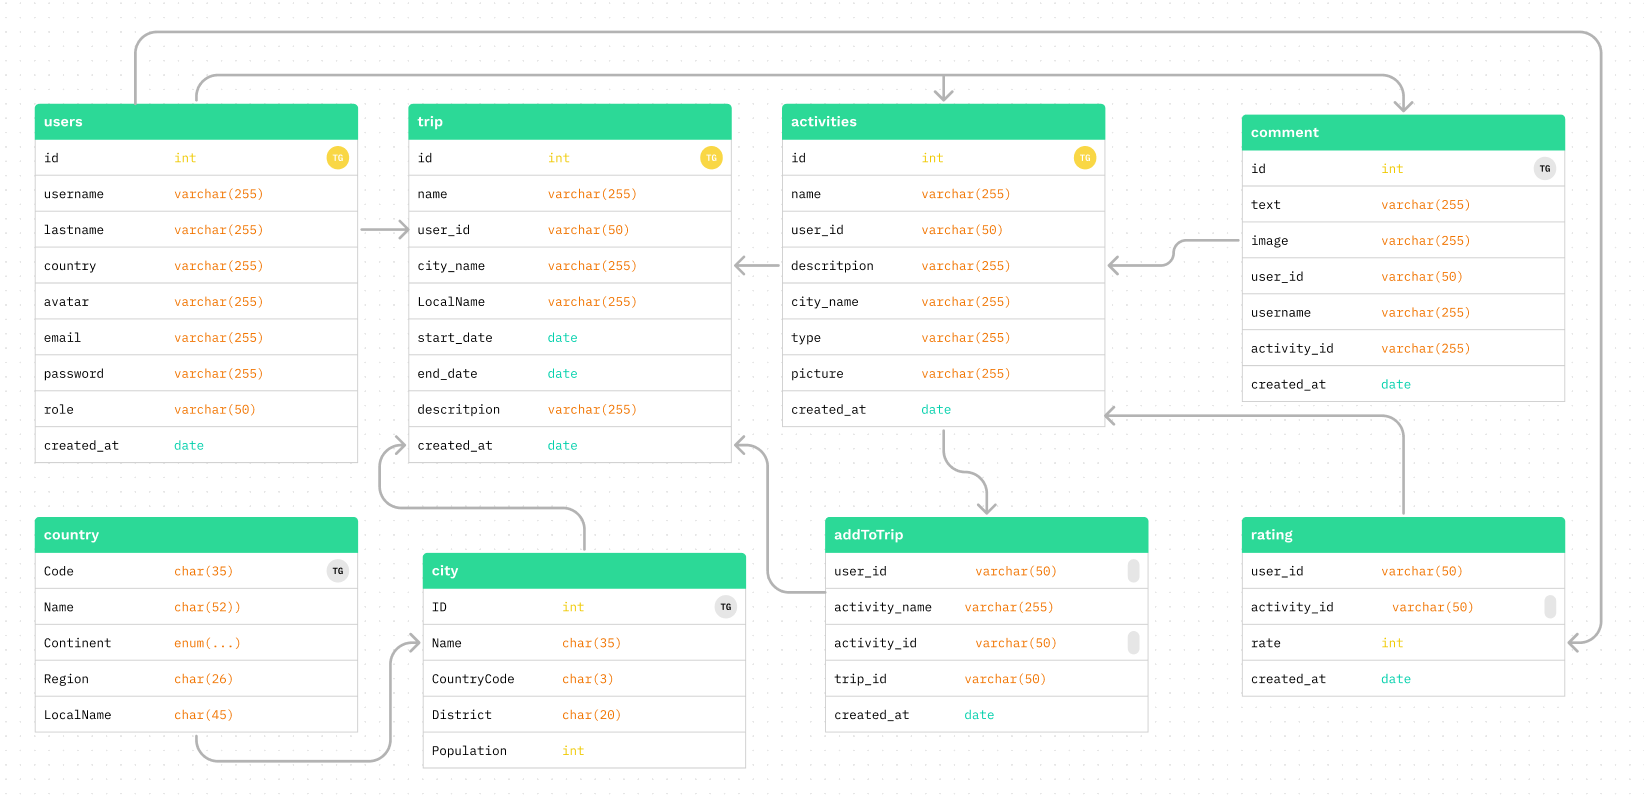 users
id int TG
username varchar(255)
lastname varchar(255)
country varchar(255)
avatar varchar(255)
email varchar(255)
password varchar(255)
role varchar(50)
created_at date
trip
id int TG
name varchar(255)
user_id varchar(50)
city_name varchar(255)
LocalName varchar(255)
start_date date
end_date date
descritpion varchar(255)
created_at date
activities
id int TG
name varchar(255)
user_id varchar(50)
descritpion varchar(255)
city_name varchar(255)
type varchar(255)
picture varchar(255)
created_at date
comment
id int TG
text varchar(255)
image varchar(255)
user_id varchar(50)
username varchar(255)
activity_id varchar(255)
created_at date
country
Code char(35) TG
Name char(52))
Continent enum(...)
Region char(26)
LocalName char(45)
city
ID int TG
Name char(35)
CountryCode char(3)
District char(20)
Population int
addToTrip
user_id varchar(50)
activity_name varchar(255)
activity_id varchar(50)
trip_id varchar(50)
created_at date
rating
user_id varchar(50)
activity_id varchar(50)
rate int
created_at date